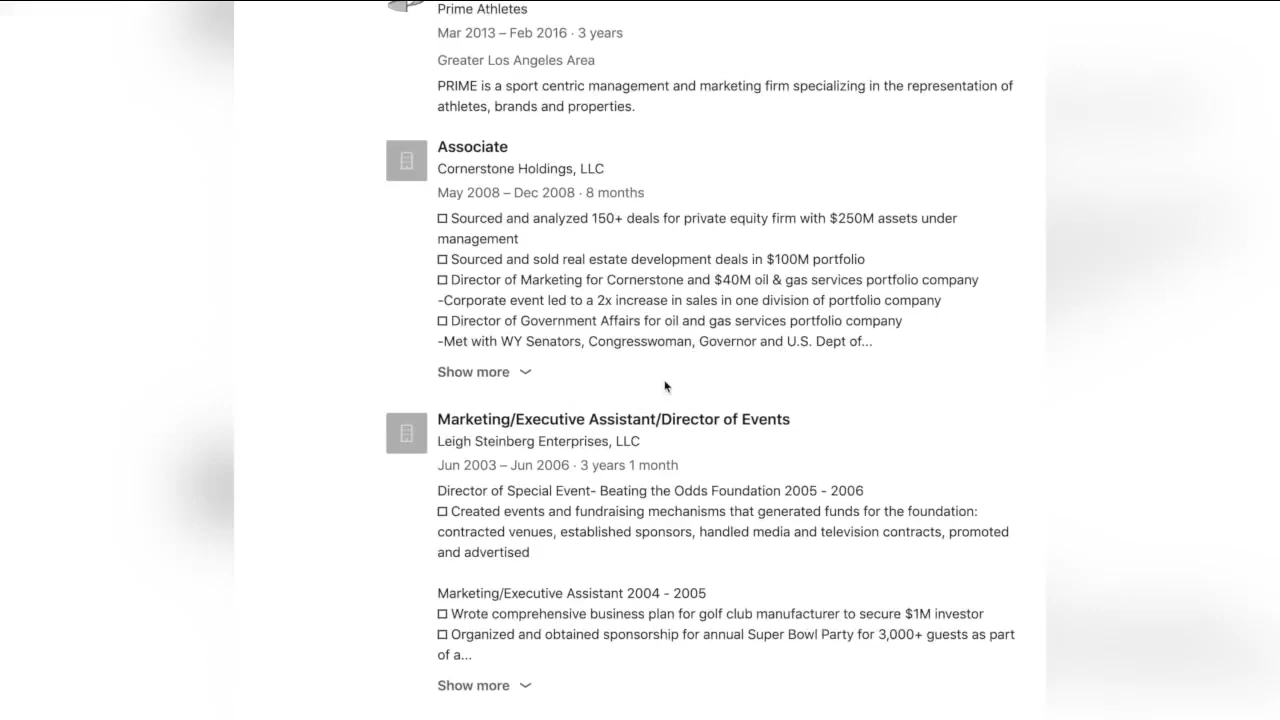 Prime Athletes
Mar 2013 – Feb 2016 · 3 years
Greater Los Angeles Area
PRIME is a sport centric management and marketing firm specializing in the representation of
athletes, brands and properties.
Associate
Cornerstone Holdings, LLC
May 2008 – Dec 2008 · 8 months
☐ Sourced and analyzed 150+ deals for private equity firm with $250M assets under
management
☐ Sourced and sold real estate development deals in $100M portfolio
☐ Director of Marketing for Cornerstone and $40M oil & gas services portfolio company
-Corporate event led to a 2x increase in sales in one division of portfolio company
☐ Director of Government Affairs for oil and gas services portfolio company
-Met with WY Senators, Congresswoman, Governor and U.S. Dept of...
Show more
Marketing/Executive Assistant/Director of Events
Leigh Steinberg Enterprises, LLC
Jun 2003 – Jun 2006 · 3 years 1 month
Director of Special Event- Beating the Odds Foundation 2005 - 2006
☐ Created events and fundraising mechanisms that generated funds for the foundation:
contracted venues, established sponsors, handled media and television contracts, promoted
and advertised
Marketing/Executive Assistant 2004 - 2005
☐ Wrote comprehensive business plan for golf club manufacturer to secure $1M investor
☐ Organized and obtained sponsorship for annual Super Bowl Party for 3,000+ guests as part
of a...
Show more